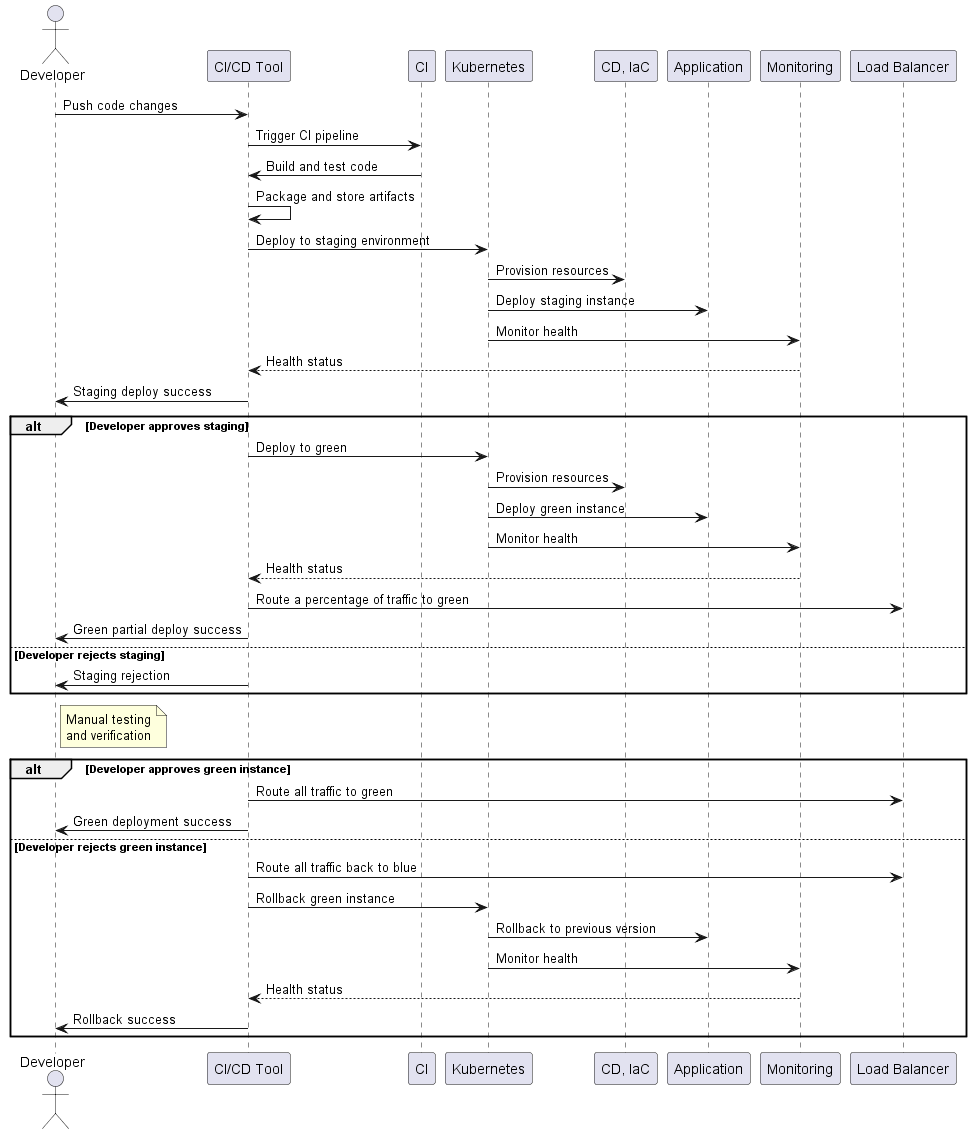 Developer
CI/CD Tool
CI
Kubernetes
CD, IaC
Application
Monitoring
Load Balancer
Push code changes
Trigger CI pipeline
Build and test code
Package and store artifacts
Deploy to staging environment
Provision resources
Deploy staging instance
Monitor health
Health status
Staging deploy success
alt
[Developer approves staging]
Deploy to green
Provision resources
Deploy green instance
Monitor health
Health status
Route a percentage of traffic to green
Green partial deploy success
[Developer rejects staging]
Staging rejection
Manual testing
and verification
alt
[Developer approves green instance]
Route all traffic to green
Green deployment success
[Developer rejects green instance]
Route all traffic back to blue
Rollback green instance
Rollback to previous version
Monitor health
Health status
Rollback success
Developer
CI/CD Tool
CI
Kubernetes
CD, IaC
Application
Monitoring
Load Balancer